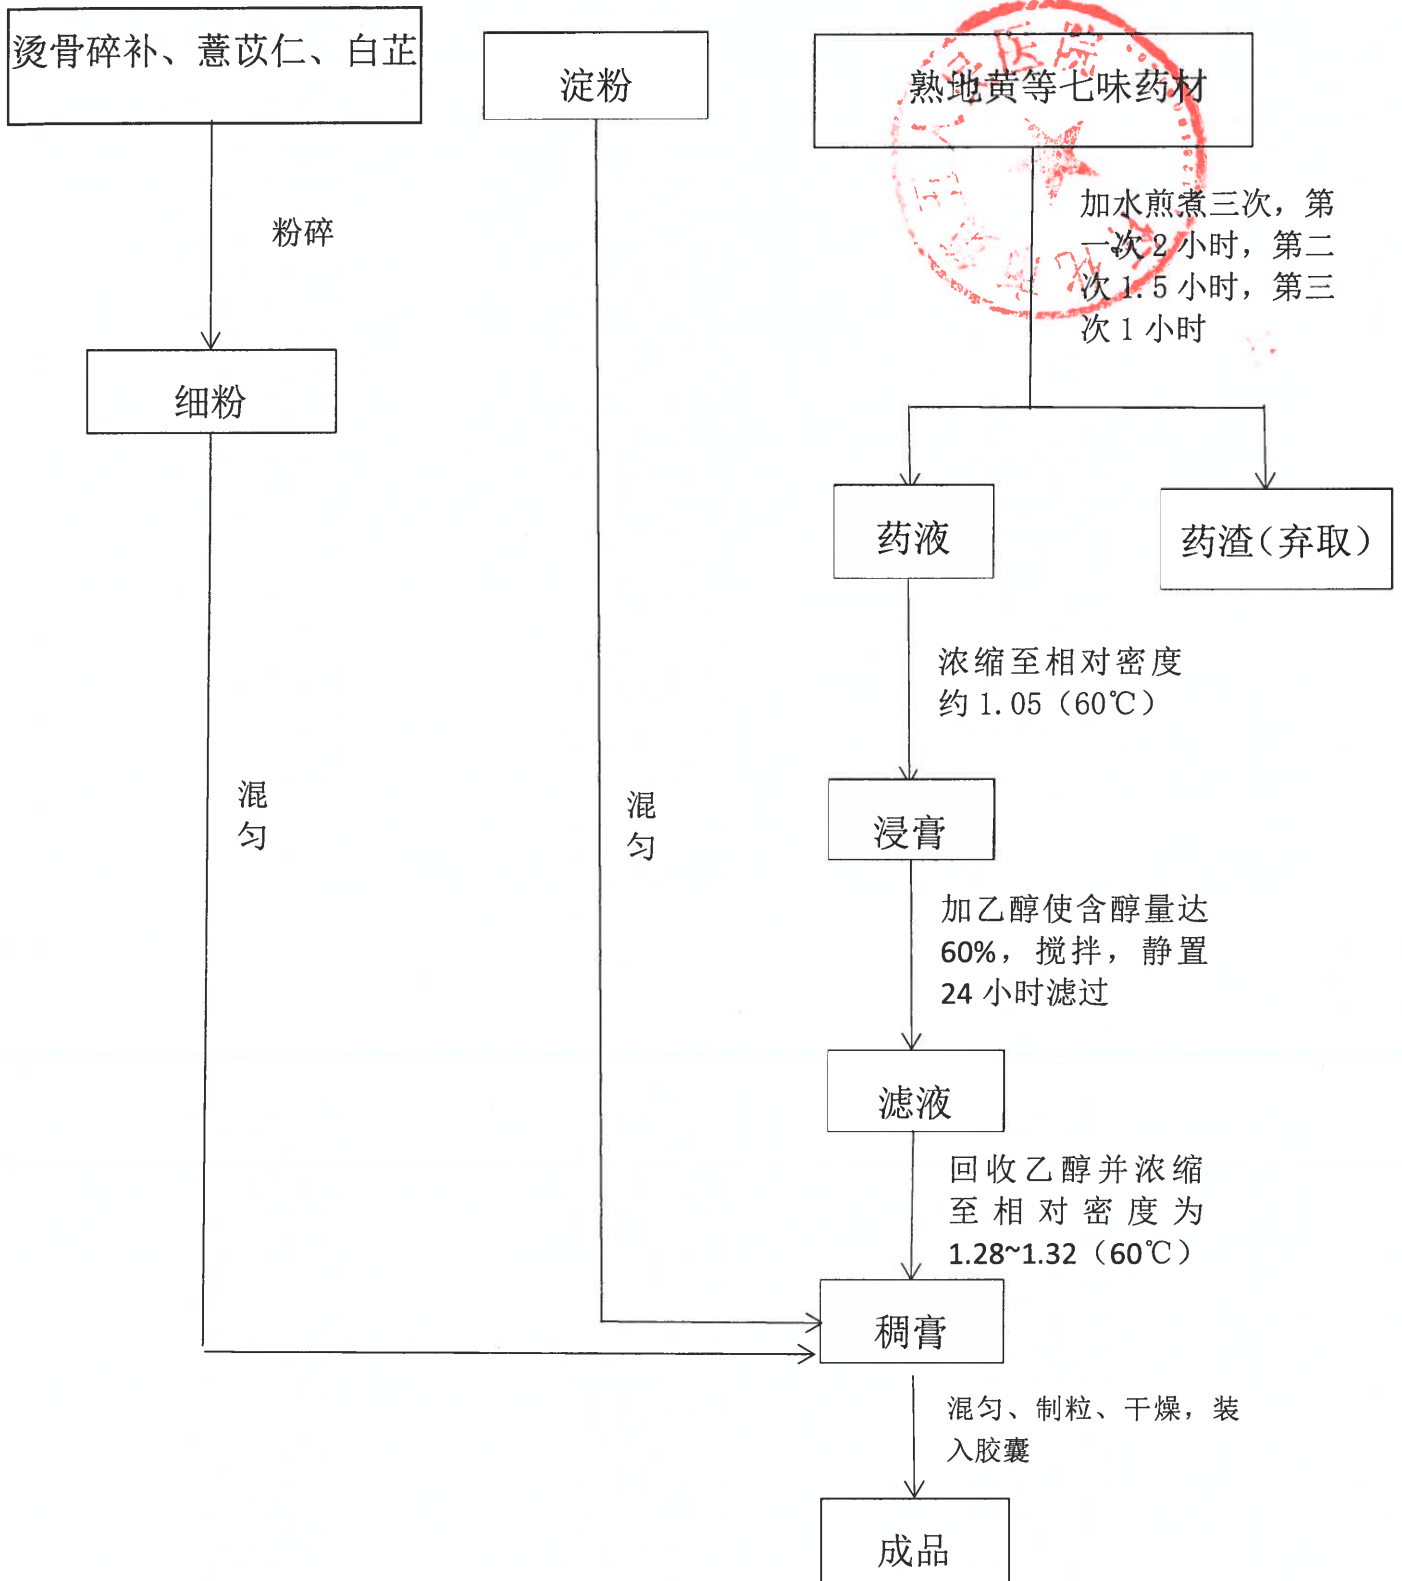 烫骨碎补、薏苡仁、白芷
淀粉
熟地黄等七味药材
粉碎
加水煎煮三次，第
一次 2 小时，第二
次 1.5 小时，第三
次 1 小时
细粉
药液
药渣（弃取）
浓缩至相对密度
约 1.05（60℃）
混
匀
混
匀
浸膏
加乙醇使含醇量达
60%，搅拌，静置
24 小时滤过
滤液
回收乙醇并浓缩
至相对密度为
1.28~1.32（60℃）
稠膏
混匀、制粒、干燥，装
入胶囊
成品